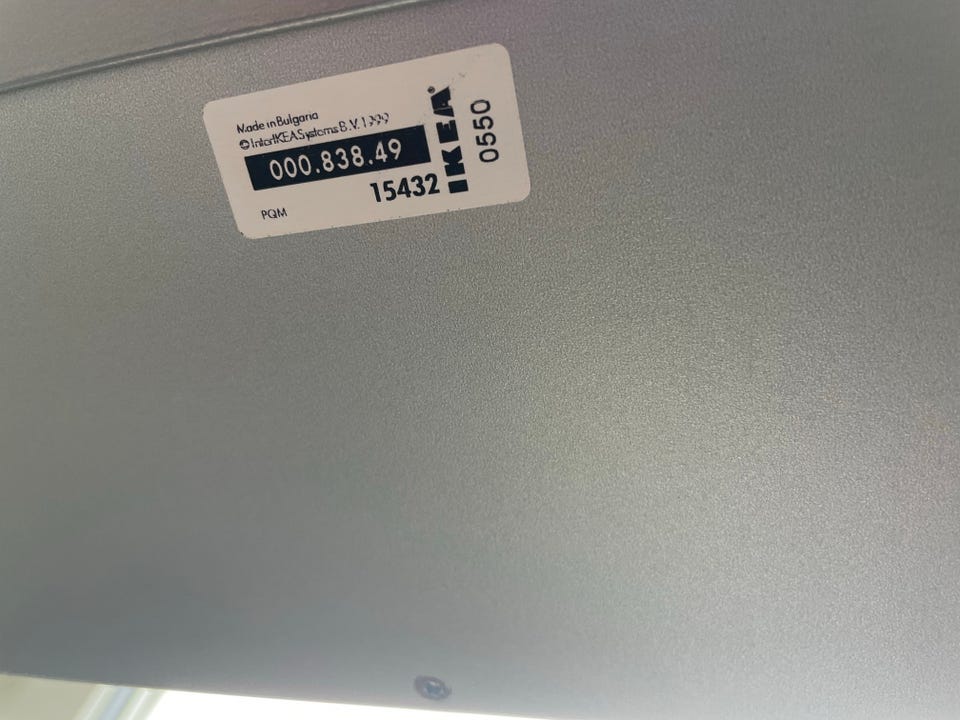 Made in Bulgaria
© Inter IKEA Systems B.V. 1999
000.838.49
15432
PQM
IKEA®
0550